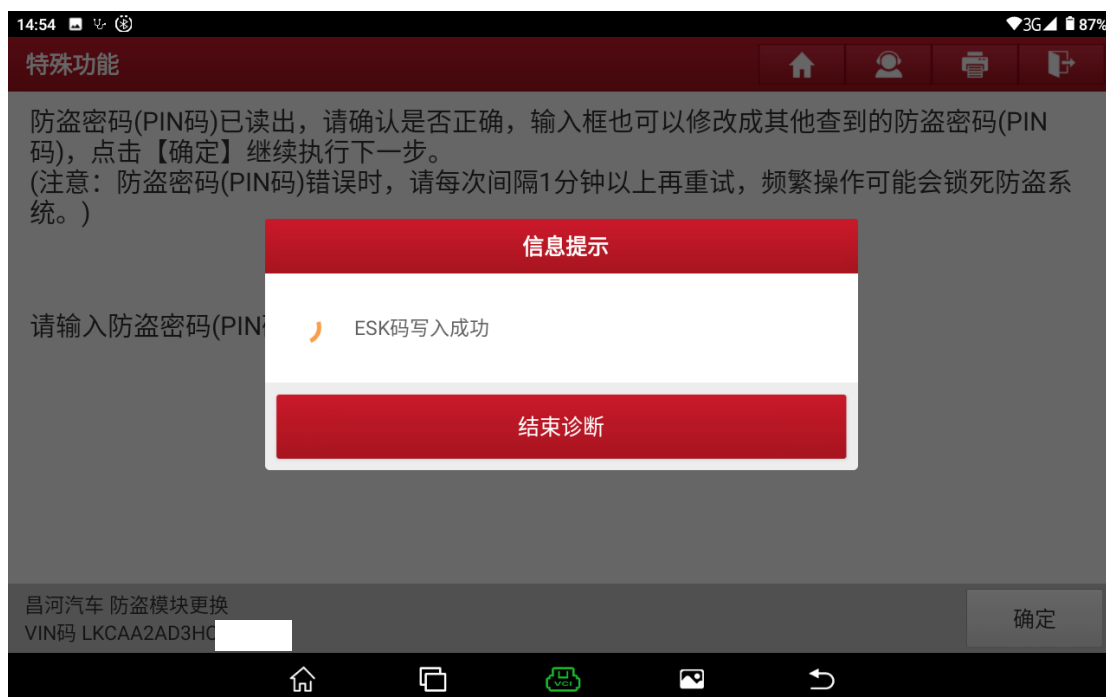 14:54 3G 87%
特殊功能
防盗密码(PIN码)已读出，请确认是否正确，输入框也可以修改成其他查到的防盗密码(PIN
码)，点击【确定】继续执行下一步。
(注意：防盗密码(PIN码)错误时，请每次间隔1分钟以上再重试，频繁操作可能会锁死防盗系
统。)
信息提示
请输入防盗密码(PIN
ESK码写入成功
结束诊断
昌河汽车 防盗模块更换
VIN码 LKCAA2AD3H
确定
VCI